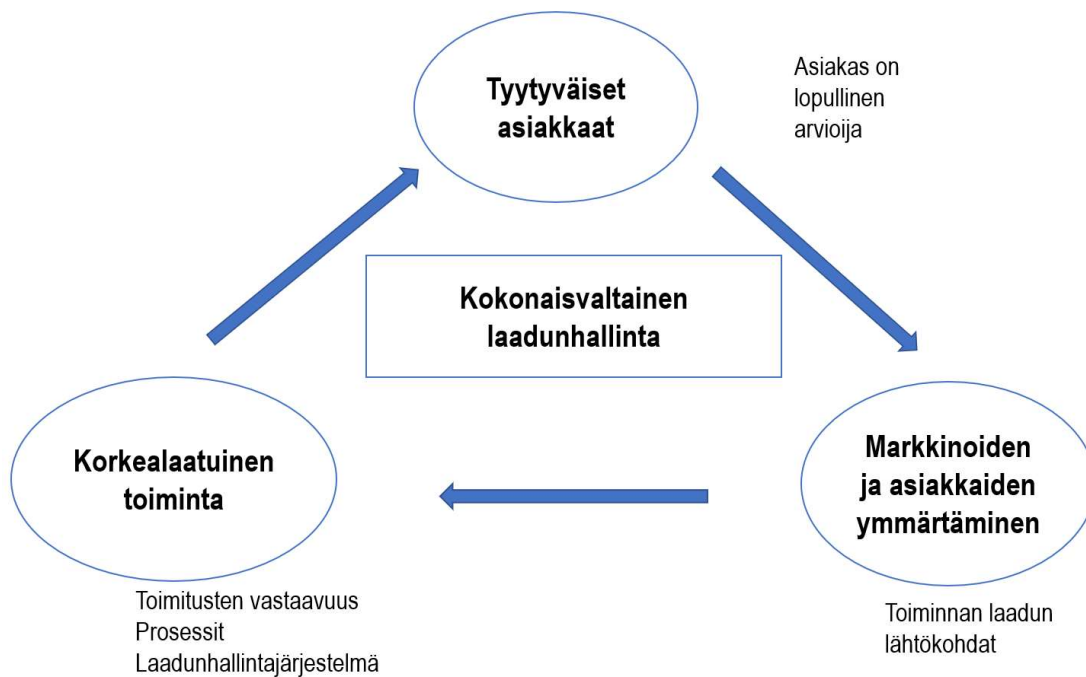 Tyytyväiset
asiakkaat
Asiakas on
lopullinen
arvioija
Kokonaisvaltainen
laadunhallinta
Korkealaatuinen
toiminta
Markkinoiden
ja asiakkaiden
ymmärtäminen
Toimitusten vastaavuus
Prosessit
Laadunhallintajärjestelmä
Toiminnan laadun
lähtökohdat